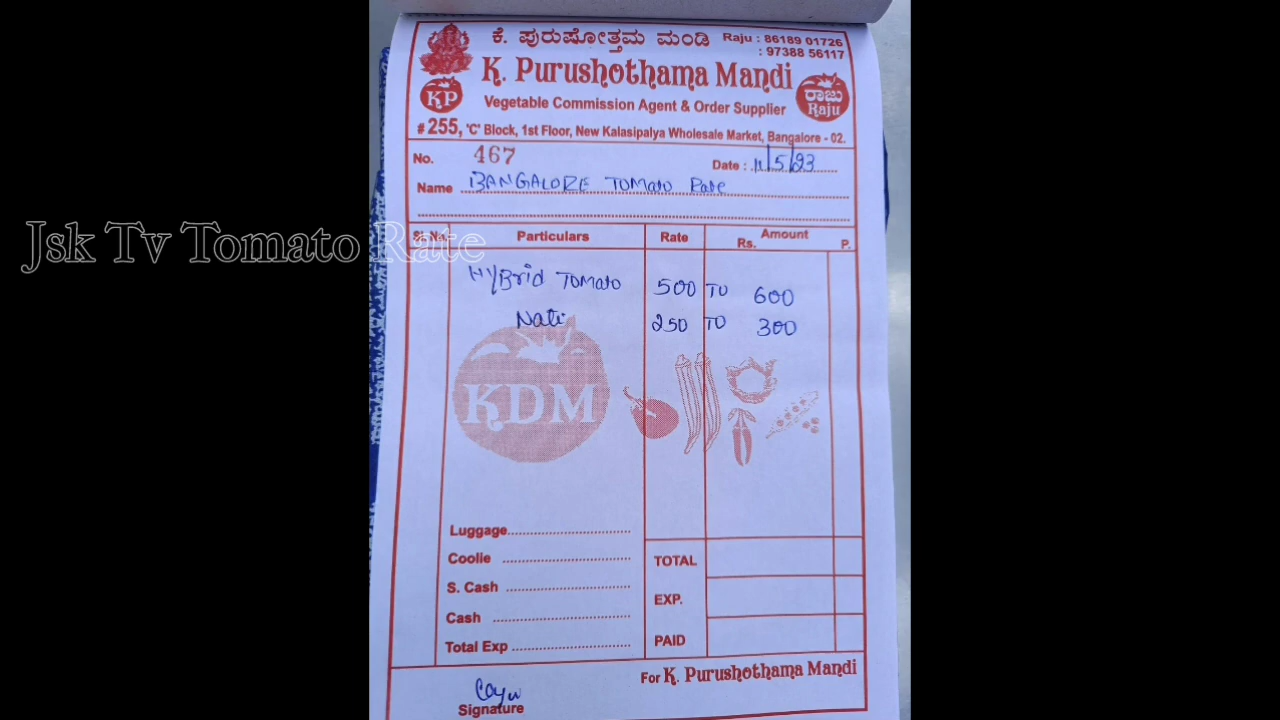 ಕೆ. ಪುರುಷೋತ್ತಮ ಮಂಡಿ
Raju : 86189 01726
: 97388 56117
K. Purushothama Mandi
KP
ರಾಜು
Raju
Vegetable Commission Agent & Order Supplier
# 255, 'C' Block, 1st Floor, New Kalasipalya Wholesale Market, Bangalore - 02.
No. 467
Date : 11/5/23
Name BANGALORE TOMATO Rate
Jsk Tv Tomato Rate
Sl.No. Particulars Rate Amount Rs. P.
HYBrid TOMATO 500 TO 600
Nati 250 TO 300
KDM
Luggage
Coolie
S. Cash
Cash
Total Exp
TOTAL
EXP.
PAID
For K. Purushothama Mandi
Signature